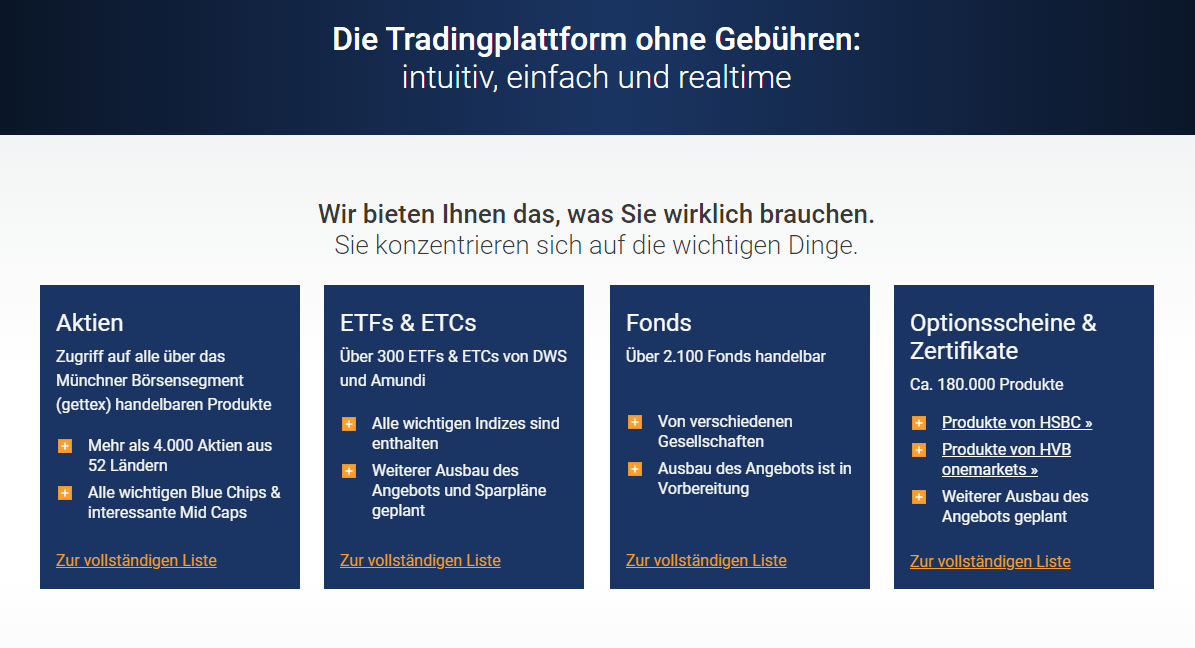 Die Tradingplattform ohne Gebühren:
intuitiv, einfach und realtime
Wir bieten Ihnen das, was Sie wirklich brauchen.
Sie konzentrieren sich auf die wichtigen Dinge.
Aktien
Zugriff auf alle über das
Münchner Börsensegment
(gettex) handelbaren Produkte
Mehr als 4.000 Aktien aus
52 Ländern
Alle wichtigen Blue Chips &
interessante Mid Caps
Zur vollständigen Liste
ETFs & ETCs
Über 300 ETFs & ETCs von DWS
und Amundi
Alle wichtigen Indizes sind
enthalten
Weiterer Ausbau des
Angebots und Sparpläne
geplant
Zur vollständigen Liste
Fonds
Über 2.100 Fonds handelbar
Von verschiedenen
Gesellschaften
Ausbau des Angebots ist in
Vorbereitung
Zur vollständigen Liste
Optionsscheine &
Zertifikate
Ca. 180.000 Produkte
Produkte von HSBC »
Produkte von HVB
onemarkets »
Weiterer Ausbau des
Angebots geplant
Zur vollständigen Liste